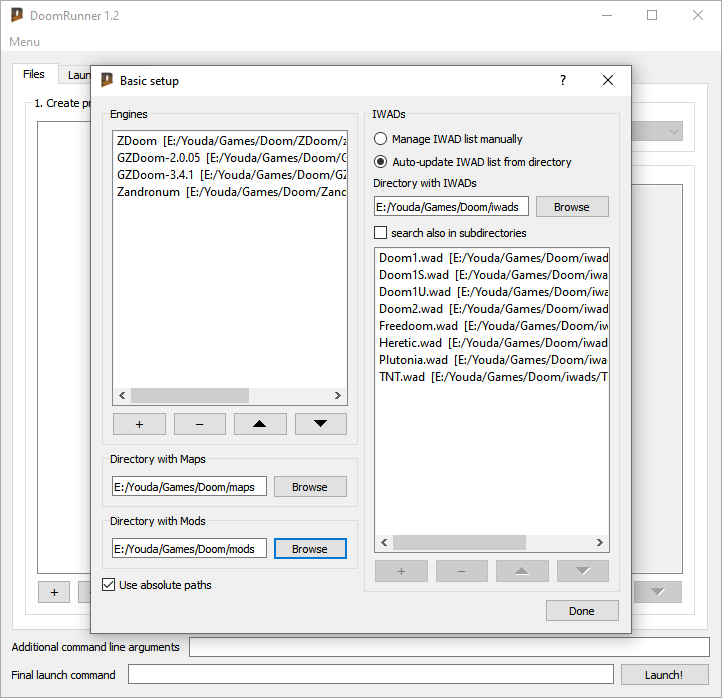 DoomRunner 1.2
Menu
Files
Laun
1. Create pr
Basic setup
?
Engines
ZDoom [E:/Youda/Games/Doom/ZDoom/z
GZDoom-2.0.05 [E:/Youda/Games/Doom/G
GZDoom-3.4.1 [E:/Youda/Games/Doom/GZ
Zandronum [E:/Youda/Games/Doom/Zand
+
−
Directory with Maps
E:/Youda/Games/Doom/maps
Browse
Directory with Mods
E:/Youda/Games/Doom/mods
Browse
Use absolute paths
IWADs
Manage IWAD list manually
Auto-update IWAD list from directory
Directory with IWADs
E:/Youda/Games/Doom/iwads
Browse
search also in subdirectories
Doom1.wad [E:/Youda/Games/Doom/iwad
Doom1S.wad [E:/Youda/Games/Doom/iwa
Doom1U.wad [E:/Youda/Games/Doom/iwa
Doom2.wad [E:/Youda/Games/Doom/iwad
Freedoom.wad [E:/Youda/Games/Doom/iw
Heretic.wad [E:/Youda/Games/Doom/iwad
Plutonia.wad [E:/Youda/Games/Doom/iwa
TNT.wad [E:/Youda/Games/Doom/iwads/T
+
−
Done
+
Additional command line arguments
Final launch command
Launch!